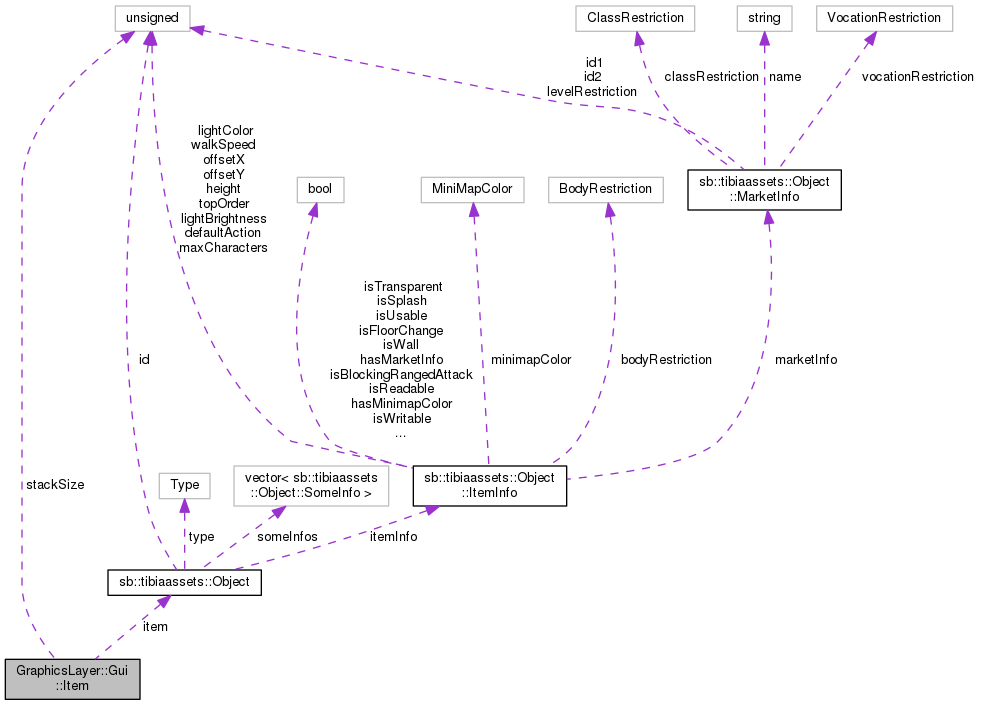 unsigned
ClassRestriction
string
VocationRestriction
id1
id2
levelRestriction
classRestriction
name
vocationRestriction
lightColor
walkSpeed
offsetX
offsetY
height
topOrder
lightBrightness
defaultAction
maxCharacters
bool
MiniMapColor
BodyRestriction
sb::tibiaassets::Object
::MarketInfo
isTransparent
isSplash
isUsable
isFloorChange
isWall
hasMarketInfo
isBlockingRangedAttack
isReadable
hasMinimapColor
isWritable
...
id
minimapColor
bodyRestriction
marketInfo
stackSize
Type
vector< sb::tibiaassets
::Object::SomeInfo >
sb::tibiaassets::Object
::ItemInfo
type
someInfos
itemInfo
sb::tibiaassets::Object
item
GraphicsLayer::Gui
::Item